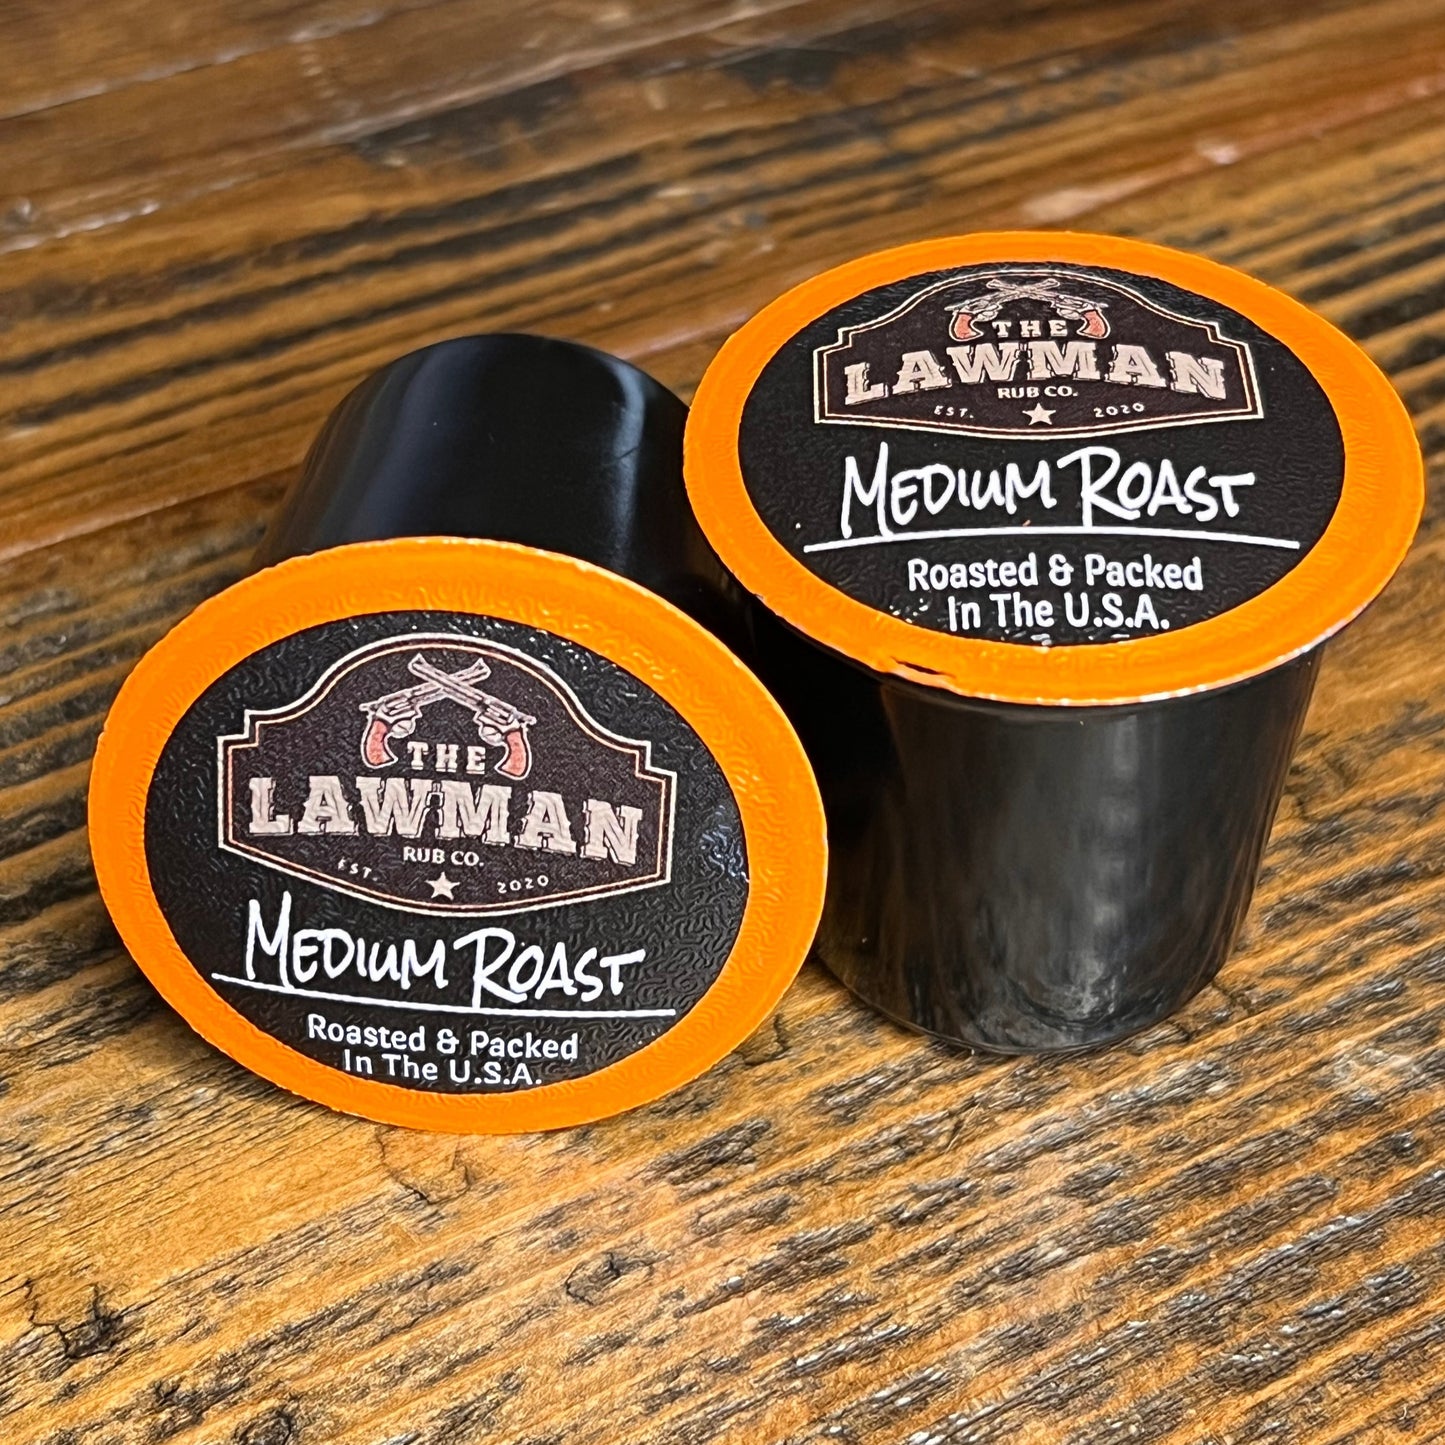 THE
LAWMAN
RUB CO.
EST. 2020
MEDIUM ROAST
Roasted & Packed
In The U.S.A.
THE
LAWMAN
RUB CO.
EST. 2020
MEDIUM ROAST
Roasted & Packed
In The U.S.A.